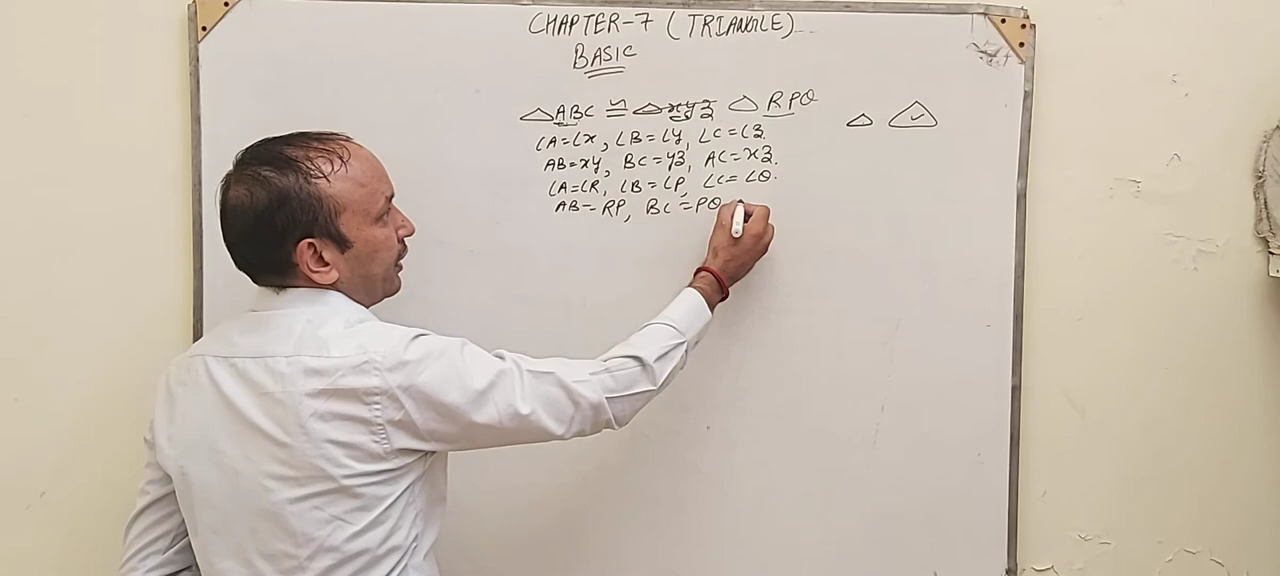 CHAPTER-7 (TRIANGLE)
BASIC
△ABC ≅ △xyz △RPQ
∠A=∠x, ∠B=∠y, ∠C=∠z.
AB=xy, BC=yz, AC=xz.
∠A=∠R, ∠B=∠P, ∠C=∠Q.
AB=RP, BC=PQ